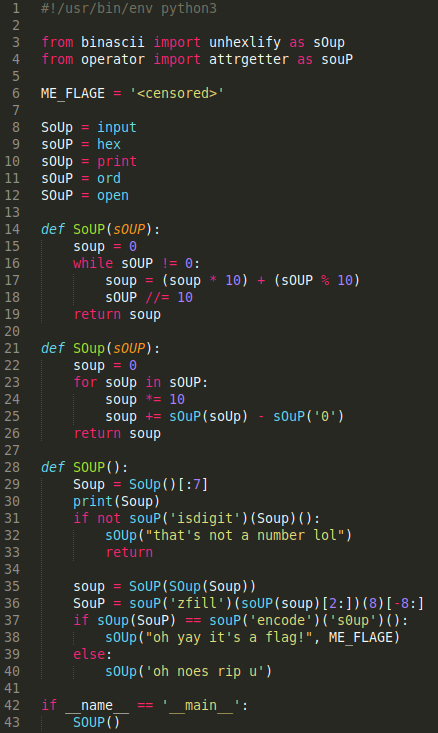 1 #!/usr/bin/env python3
2
3 from binascii import unhexlify as sOup
4 from operator import attrgetter as souP
5
6 ME_FLAGE = '<censored>'
7
8 SoUp = input
9 soUP = hex
10 sOUp = print
11 sOuP = ord
12 SOuP = open
13
14 def SoUP(sOUP):
15     soup = 0
16     while sOUP != 0:
17         soup = (soup * 10) + (sOUP % 10)
18         sOUP //= 10
19     return soup
20
21 def SOup(sOUP):
22     soup = 0
23     for soUp in sOUP:
24         soup *= 10
25         soup += sOuP(soUp) - sOuP('0')
26     return soup
27
28 def SOUP():
29     Soup = SoUp()[:7]
30     print(Soup)
31     if not souP('isdigit')(Soup)():
32         sOUp("that's not a number lol")
33         return
34
35     soup = SoUP(SOup(Soup))
36     SouP = souP('zfill')(soUP(soup)[2:])(8)[-8:]
37     if sOup(SouP) == souP('encode')('s0up')():
38         sOUp("oh yay it's a flag!", ME_FLAGE)
39     else:
40         sOUp('oh noes rip u')
41
42 if __name__ == '__main__':
43     SOUP()